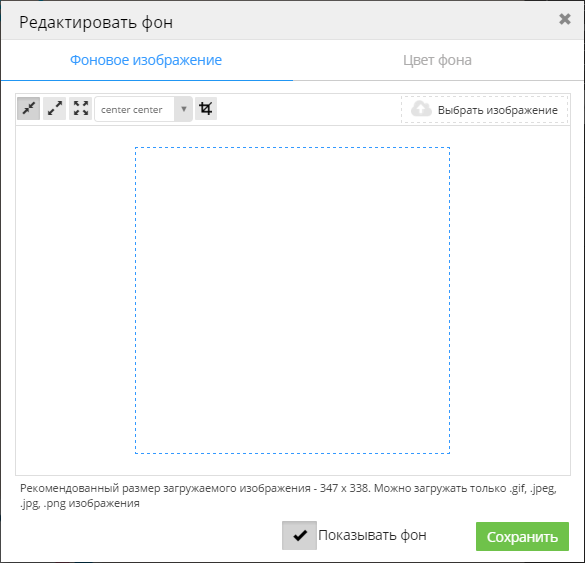 Редактировать фон
Фоновое изображение
Цвет фона
center center
Выбрать изображение
Рекомендованный размер загружаемого изображения - 347 x 338. Можно загружать только .gif, .jpeg,
.jpg, .png изображения
Показывать фон
Сохранить